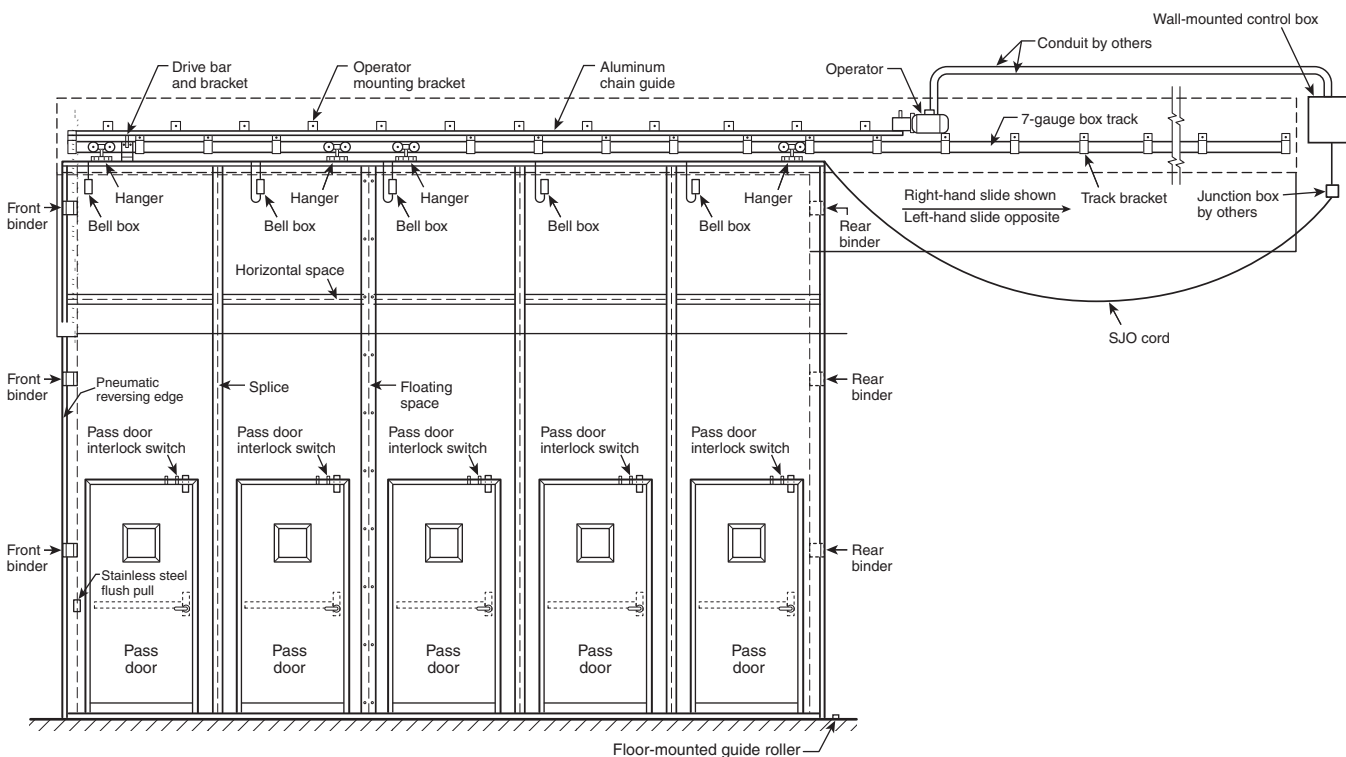 Wall-mounted control box
Conduit by others
Drive bar
and bracket
Operator
mounting bracket
Aluminum
chain guide
Operator
7-gauge box track
Front
binder
Hanger
Bell box
Hanger
Bell box
Hanger
Bell box
Bell box
Bell box
Hanger
Rear
binder
Right-hand slide shown
Left-hand slide opposite
Track bracket
Junction box
by others
Horizontal space
SJO cord
Front
binder
Pneumatic
reversing edge
Splice
Floating
space
Rear
binder
Pass door
interlock switch
Pass door
interlock switch
Pass door
interlock switch
Pass door
interlock switch
Pass door
interlock switch
Front
binder
Rear
binder
Stainless steel
flush pull
Pass
door
Pass
door
Pass
door
Pass
door
Pass
door
Floor-mounted guide roller